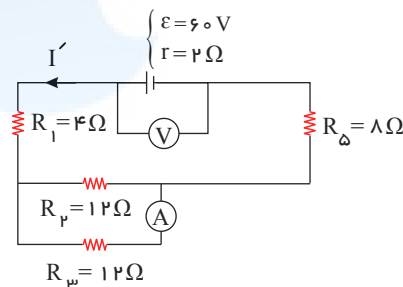 ε = ۶۰ V
r = ۲ Ω
I′
V
R۱ = ۴Ω
R۵ = ۸Ω
R۲ = ۱۲Ω
A
R۳ = ۱۲Ω